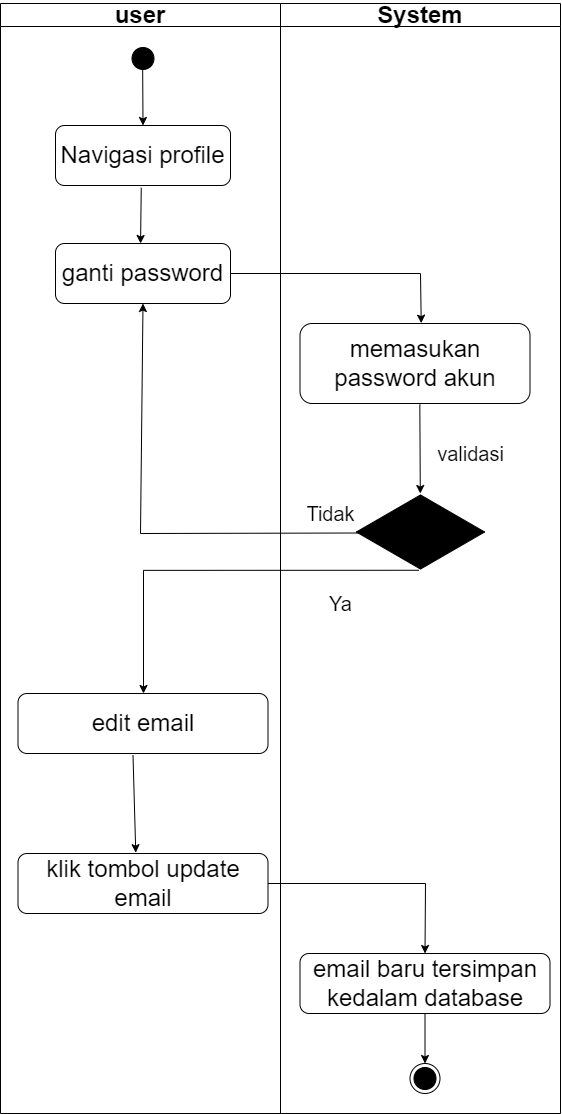 user
System
Navigasi profile
ganti password
memasukan
password akun
validasi
Tidak
Ya
edit email
klik tombol update
email
email baru tersimpan
kedalam database